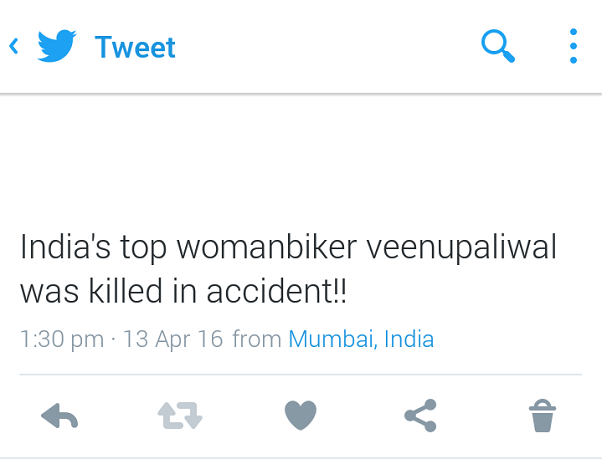 Tweet
India's top womanbiker veenupaliwal
was killed in accident!!
1:30 pm · 13 Apr 16 from Mumbai, India